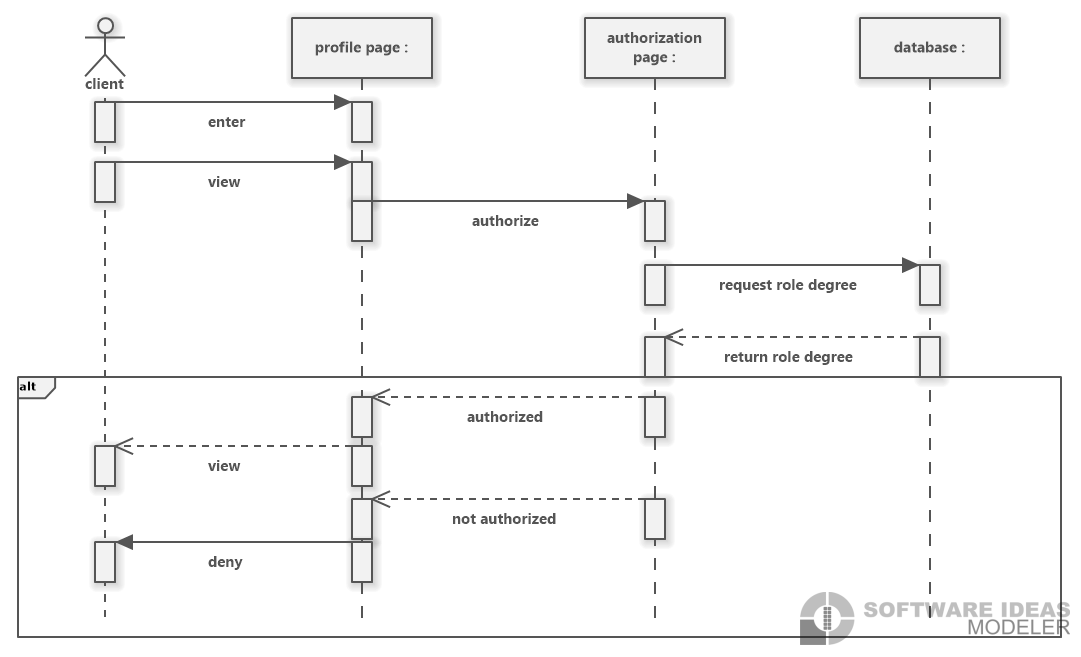 client
profile page :
authorization
page :
database :
enter
view
authorize
request role degree
return role degree
alt
authorized
view
not authorized
deny
SOFTWARE IDEAS
MODELER